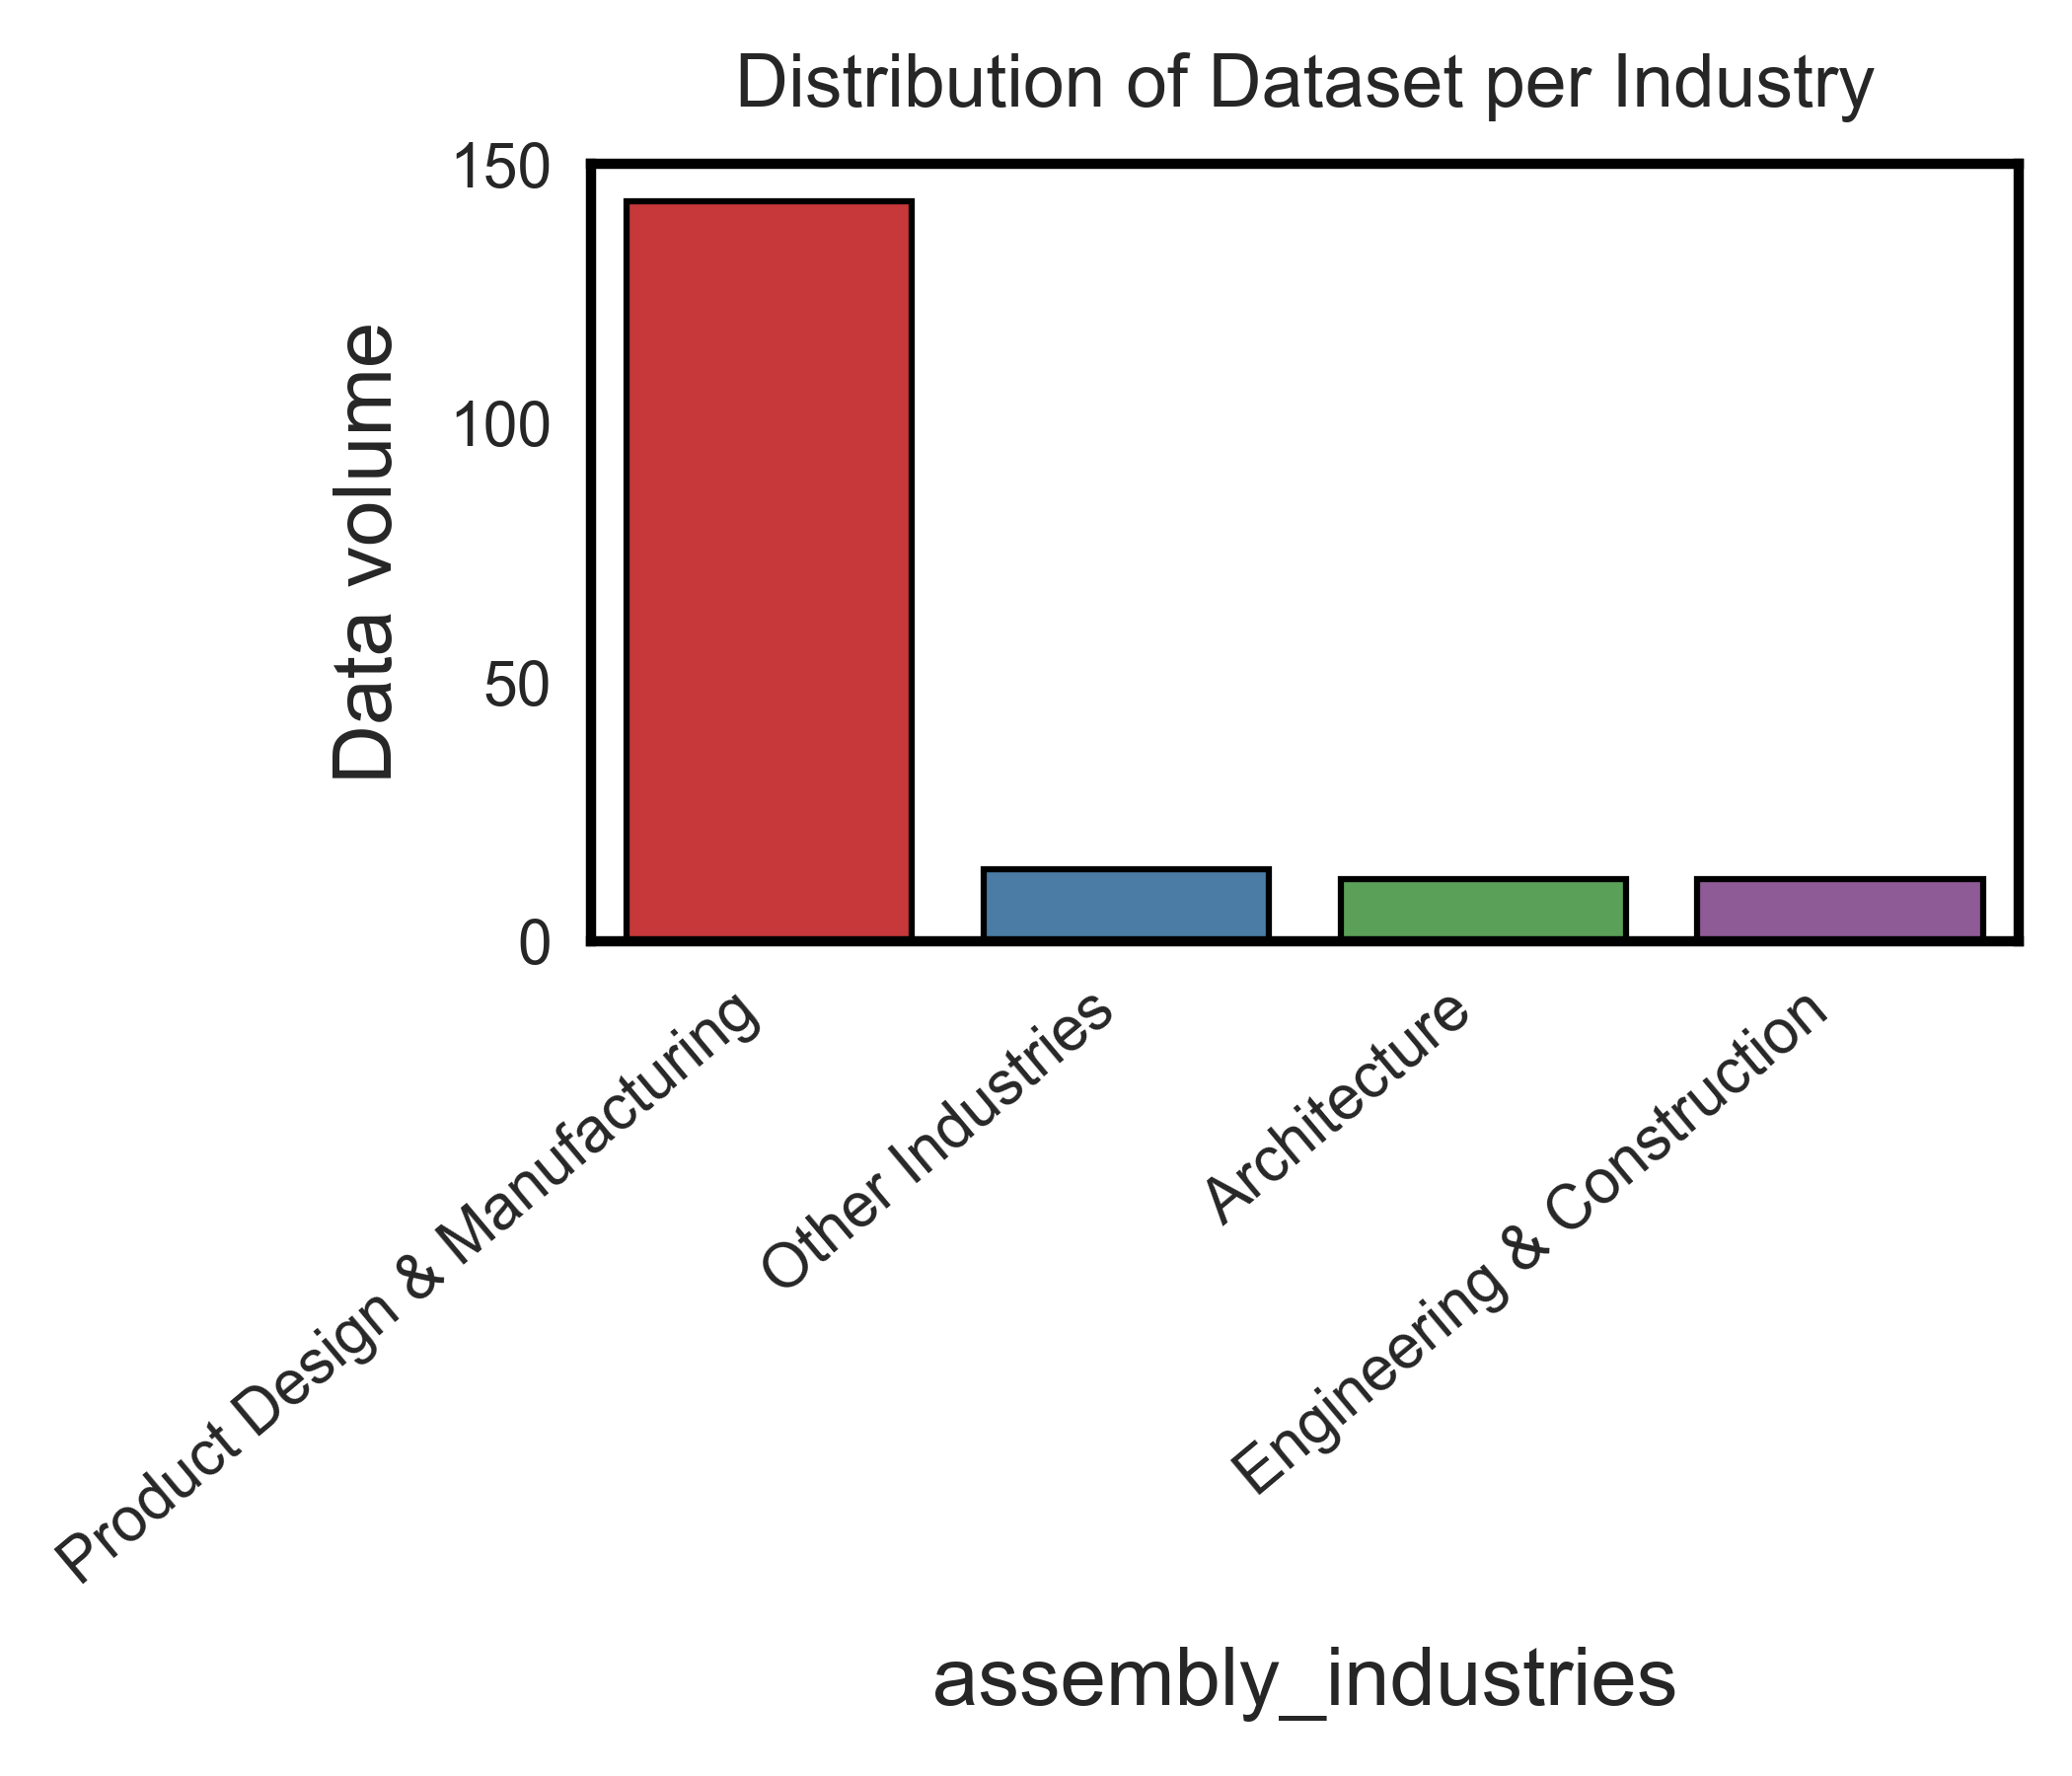 Distribution of Dataset per Industry
150
100
50
0
Data volume
Product Design & Manufacturing
Other Industries
Architecture
Engineering & Construction
assembly_industries